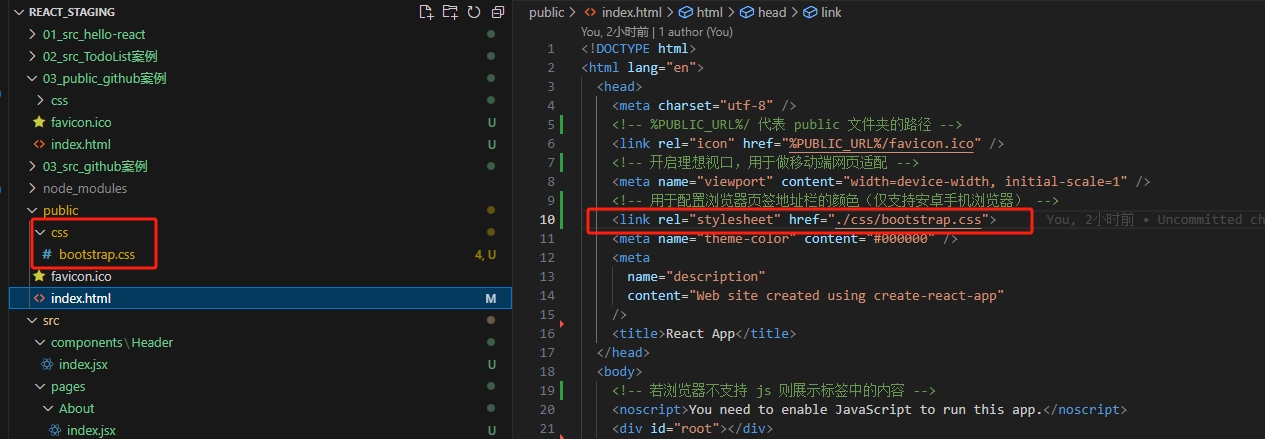 REACT_STAGING
01_src_hello-react
02_src_TodoList案例
03_public_github案例
css
favicon.ico U
index.html U
03_src_github案例
node_modules
public
css
# bootstrap.css 4, U
favicon.ico
index.html M
src
components\Header
index.jsx U
pages
About
index.jsx U
public > index.html > html > head > link
You, 2小时前 | 1 author (You)
1 <!DOCTYPE html>
2 <html lang="en">
3 <head>
4 <meta charset="utf-8" />
5 <!-- %PUBLIC_URL%/ 代表 public 文件夹的路径 -->
6 <link rel="icon" href="%PUBLIC_URL%/favicon.ico" />
7 <!-- 开启理想视口，用于做移动端网页适配 -->
8 <meta name="viewport" content="width=device-width, initial-scale=1" />
9 <!-- 用于配置浏览器页签地址栏的颜色（仅支持安卓手机浏览器） -->
10 <link rel="stylesheet" href="./css/bootstrap.css"> You, 2小时前 • Uncommitted ch
11 <meta name="theme-color" content="#000000" />
12 <meta
13 name="description"
14 content="Web site created using create-react-app"
15 />
16 <title>React App</title>
17 </head>
18 <body>
19 <!-- 若浏览器不支持 js 则展示标签中的内容 -->
20 <noscript>You need to enable JavaScript to run this app.</noscript>
21 <div id="root"></div>